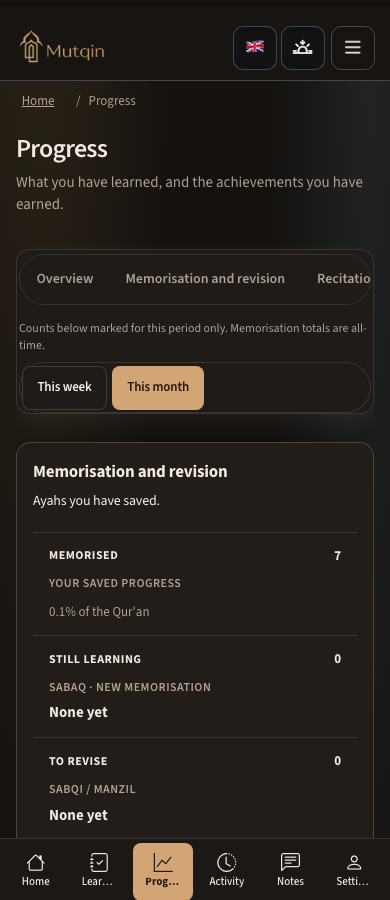 Mutqin
Home / Progress
Progress
What you have learned, and the achievements you have
earned.
Overview Memorisation and revision Recitatio
Counts below marked for this period only. Memorisation totals are all-
time.
This week This month
Memorisation and revision
Ayahs you have saved.
MEMORISED 7
YOUR SAVED PROGRESS
0.1% of the Qur'an
STILL LEARNING 0
SABAQ · NEW MEMORISATION
None yet
TO REVISE 0
SABQI / MANZIL
None yet
Home Lear… Prog… Activity Notes Setti…